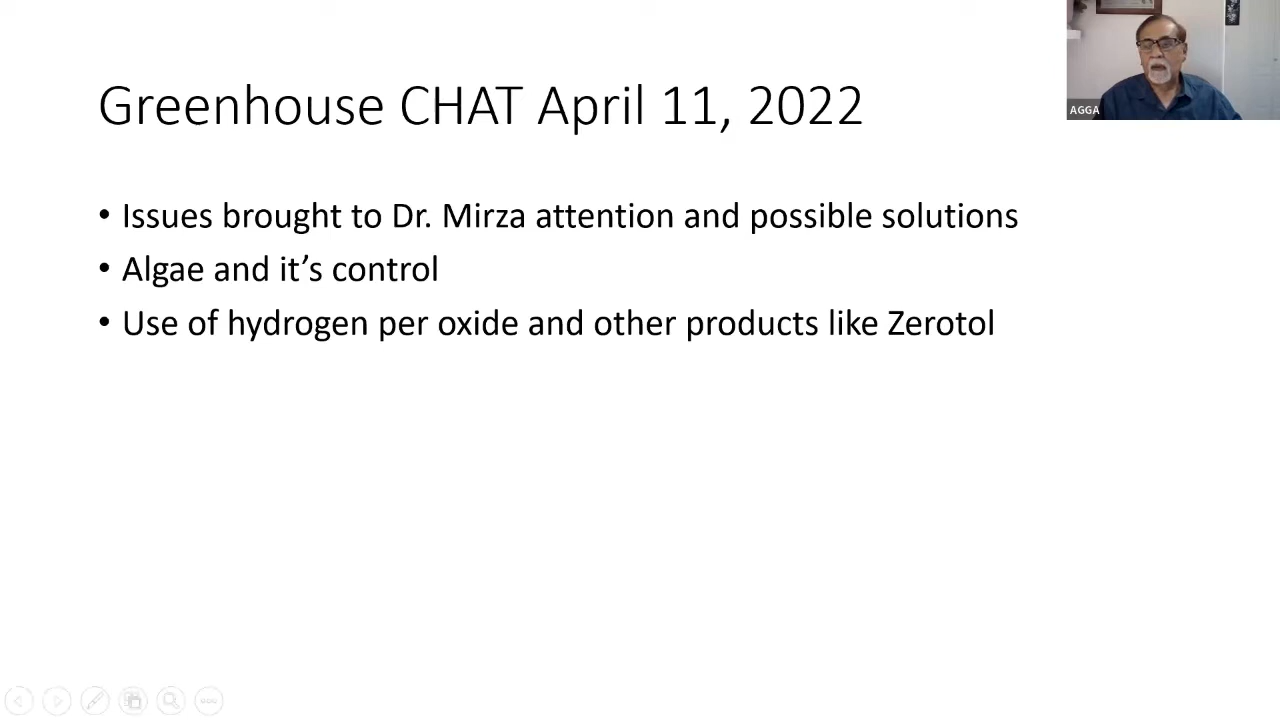 Greenhouse CHAT April 11, 2022
AGGA
• Issues brought to Dr. Mirza attention and possible solutions
• Algae and it’s control
• Use of hydrogen per oxide and other products like Zerotol